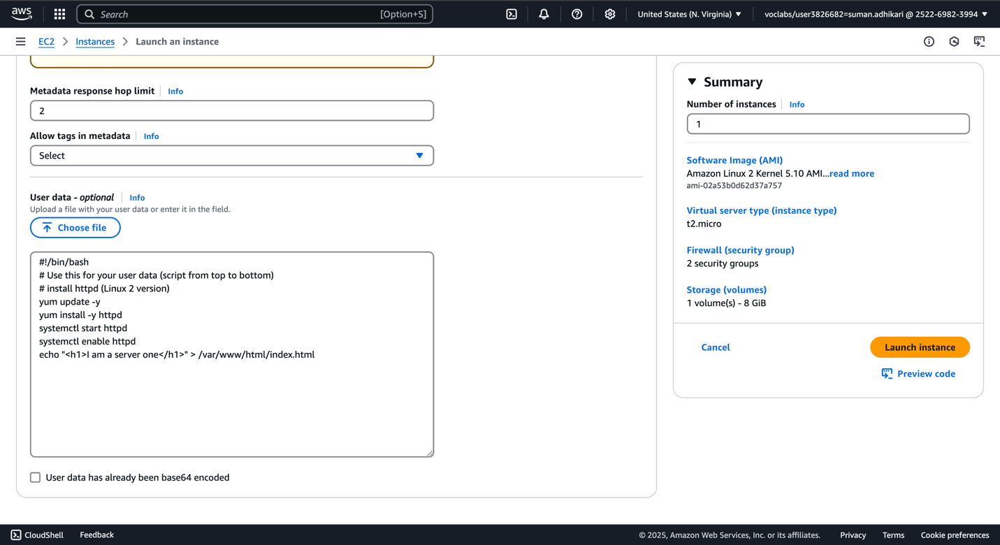 aws
Search [Option+S]
United States (N. Virginia) ▼
voclabs/user3826682=suman.adhikari @ 2522-6982-3994 ▼
EC2 > Instances > Launch an instance
Metadata response hop limit | Info
2
Allow tags in metadata | Info
Select
User data - optional | Info
Upload a file with your user data or enter it in the field.
Choose file
#!/bin/bash
# Use this for your user data (script from top to bottom)
# install httpd (Linux 2 version)
yum update -y
yum install -y httpd
systemctl start httpd
systemctl enable httpd
echo "<h1>I am a server one</h1>" > /var/www/html/index.html
User data has already been base64 encoded
▼ Summary
Number of instances | Info
1
Software Image (AMI)
Amazon Linux 2 Kernel 5.10 AMI...read more
ami-02a53b0d62d37a757
Virtual server type (instance type)
t2.micro
Firewall (security group)
2 security groups
Storage (volumes)
1 volume(s) - 8 GiB
Cancel
Launch instance
Preview code
CloudShell
Feedback
© 2025, Amazon Web Services, Inc. or its affiliates.
Privacy
Terms
Cookie preferences